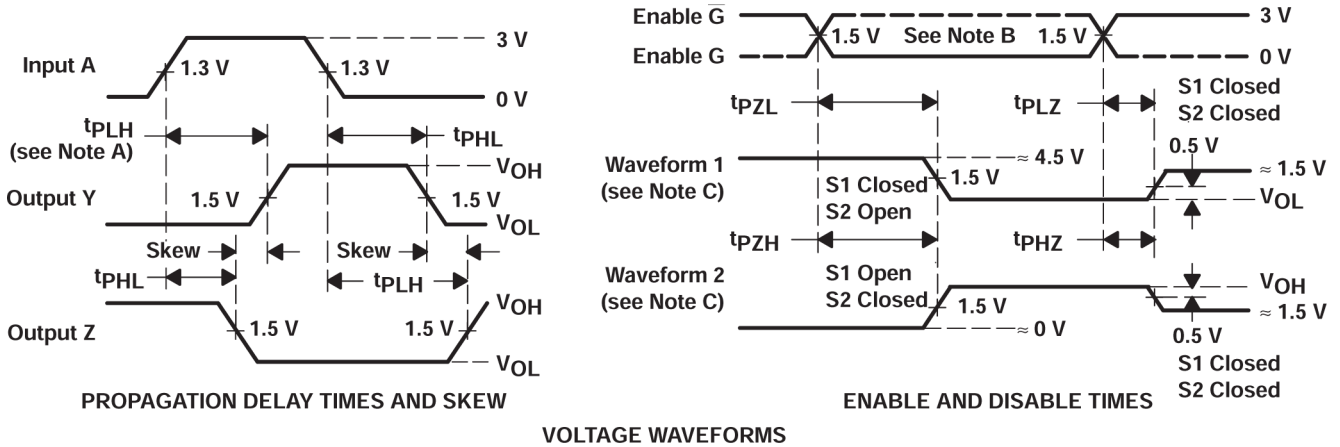 3 V
Input A
1.3 V
1.3 V
0 V
tPLH
(see Note A)
tPHL
VOH
Output Y
1.5 V
1.5 V
VOL
Skew
Skew
tPHL
tPLH
VOH
Output Z
1.5 V
1.5 V
VOL
PROPAGATION DELAY TIMES AND SKEW
Enable G̅
3 V
1.5 V
See Note B
1.5 V
Enable G
0 V
tPZL
tPLZ
S1 Closed
S2 Closed
0.5 V
Waveform 1
(see Note C)
≈ 4.5 V
≈ 1.5 V
S1 Closed
S2 Open
1.5 V
VOL
tPZH
tPHZ
Waveform 2
(see Note C)
S1 Open
S2 Closed
VOH
1.5 V
≈ 1.5 V
≈ 0 V
0.5 V
S1 Closed
S2 Closed
ENABLE AND DISABLE TIMES
VOLTAGE WAVEFORMS